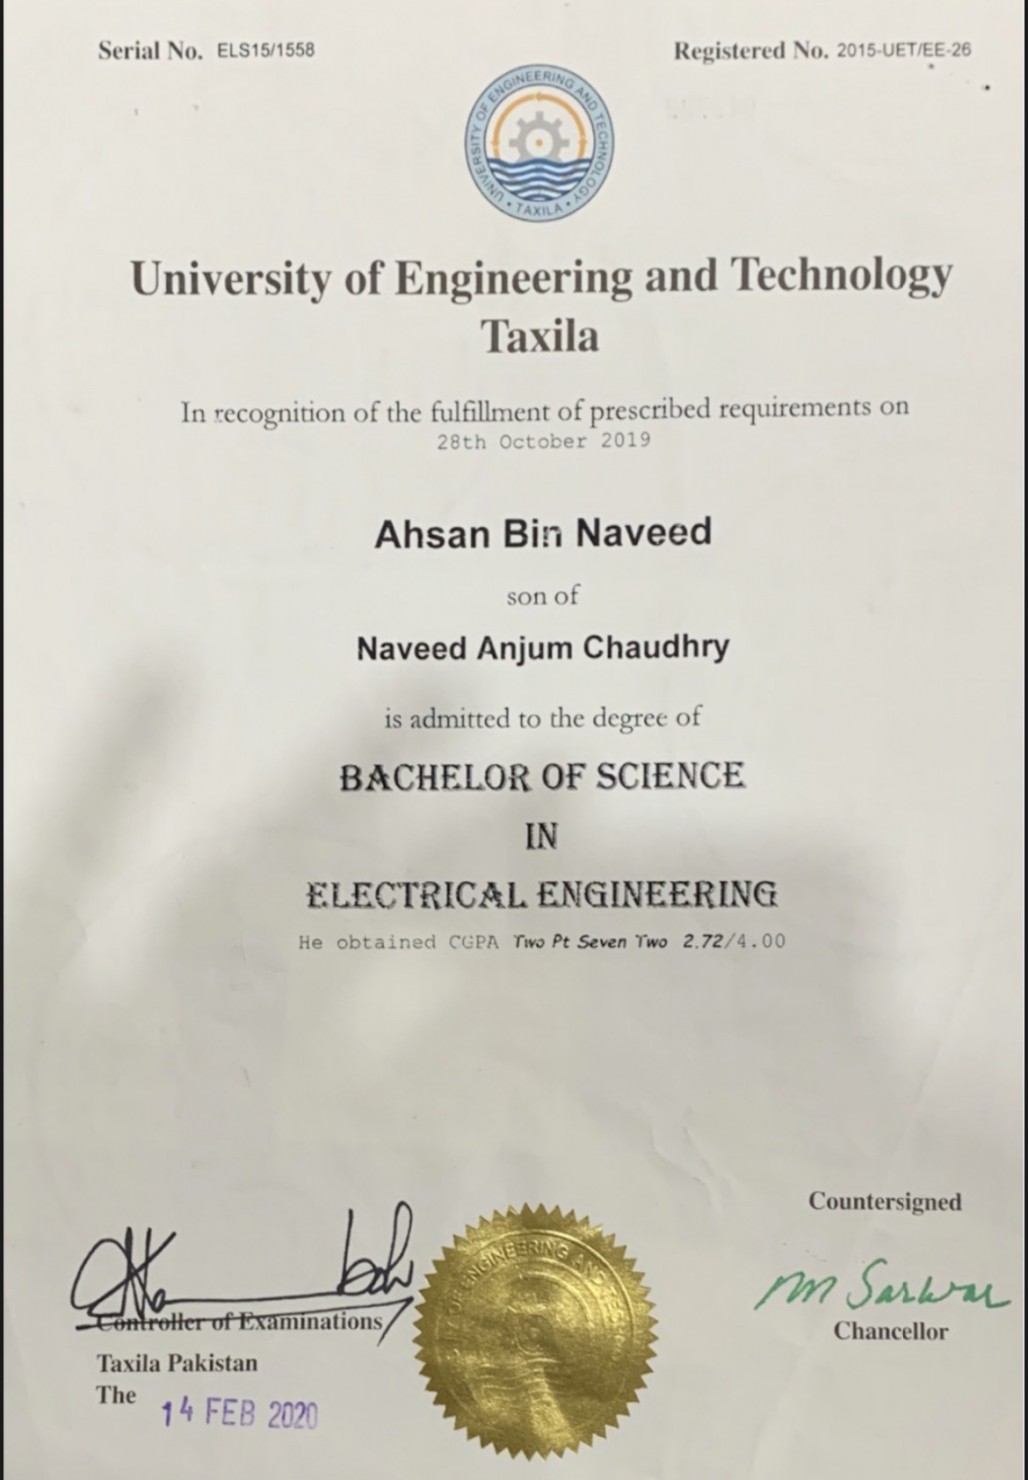 Serial No. ELS15/1558
Registered No. 2015-UET/EE-26
UNIVERSITY OF ENGINEERING AND TECHNOLOGY
• TAXILA •
University of Engineering and Technology
Taxila
In recognition of the fulfillment of prescribed requirements on
28th October 2019
Ahsan Bin Naveed
son of
Naveed Anjum Chaudhry
is admitted to the degree of
BACHELOR OF SCIENCE
IN
ELECTRICAL ENGINEERING
He obtained CGPA Two Pt Seven Two 2.72/4.00
Countersigned
M Sarwar
Chancellor
Controller of Examinations
Taxila Pakistan
The 14 FEB 2020
ENGINEERING AND